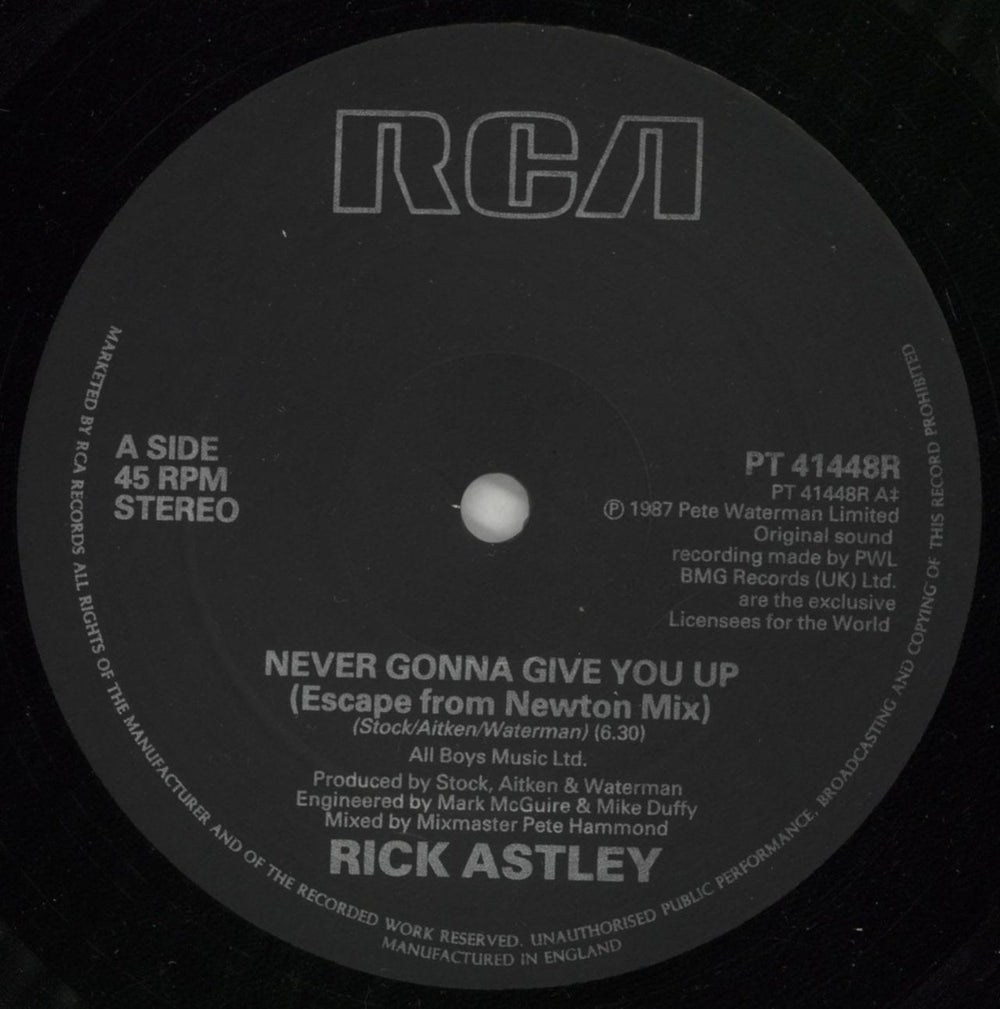 RCA
A SIDE
45 RPM
STEREO
PT 41448R
PT 41448R A‡
℗ 1987 Pete Waterman Limited
Original sound
recording made by PWL
BMG Records (UK) Ltd.
are the exclusive
Licensees for the World
NEVER GONNA GIVE YOU UP
(Escape from Newton Mix)
(Stock/Aitken/Waterman) (6.30)
All Boys Music Ltd.
Produced by Stock, Aitken & Waterman
Engineered by Mark McGuire & Mike Duffy
Mixed by Mixmaster Pete Hammond
RICK ASTLEY
MARKETED BY RCA RECORDS ALL RIGHTS OF THE MANUFACTURER AND OF THE RECORDED WORK RESERVED. UNAUTHORISED PUBLIC PERFORMANCE, BROADCASTING AND COPYING OF THIS RECORD PROHIBITED
MANUFACTURED IN ENGLAND